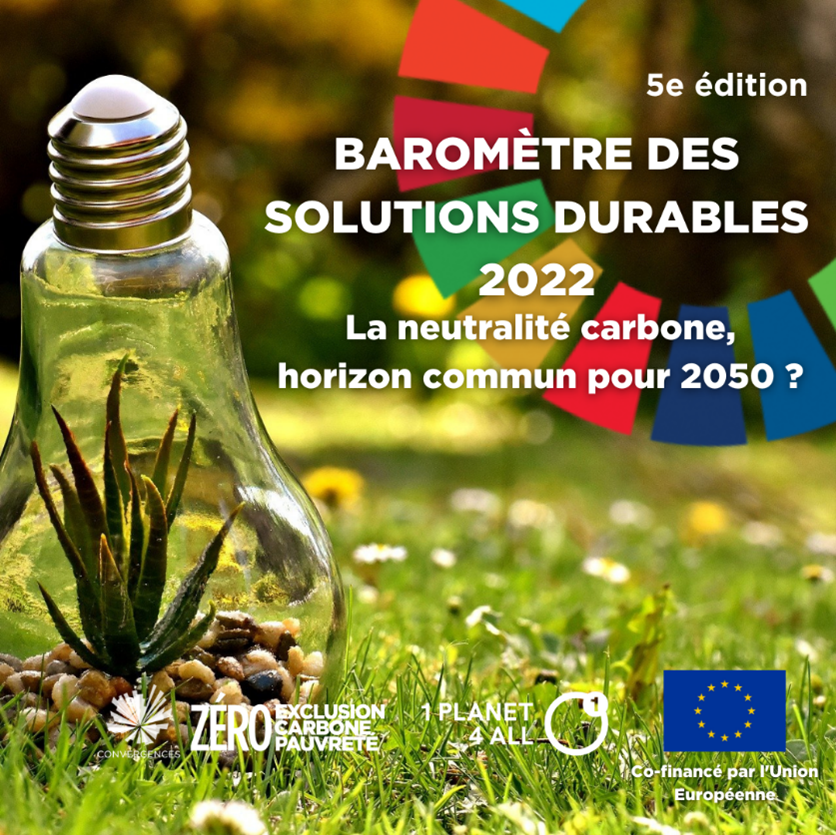 5e édition
BAROMÈTRE DES
SOLUTIONS DURABLES
2022
La neutralité carbone,
horizon commun pour 2050 ?
CONVERGENCES
ZÉRO
EXCLUSION
CARBONE
PAUVRETÉ
1 PLANET
4 ALL
Co-financé par l'Union
Européenne